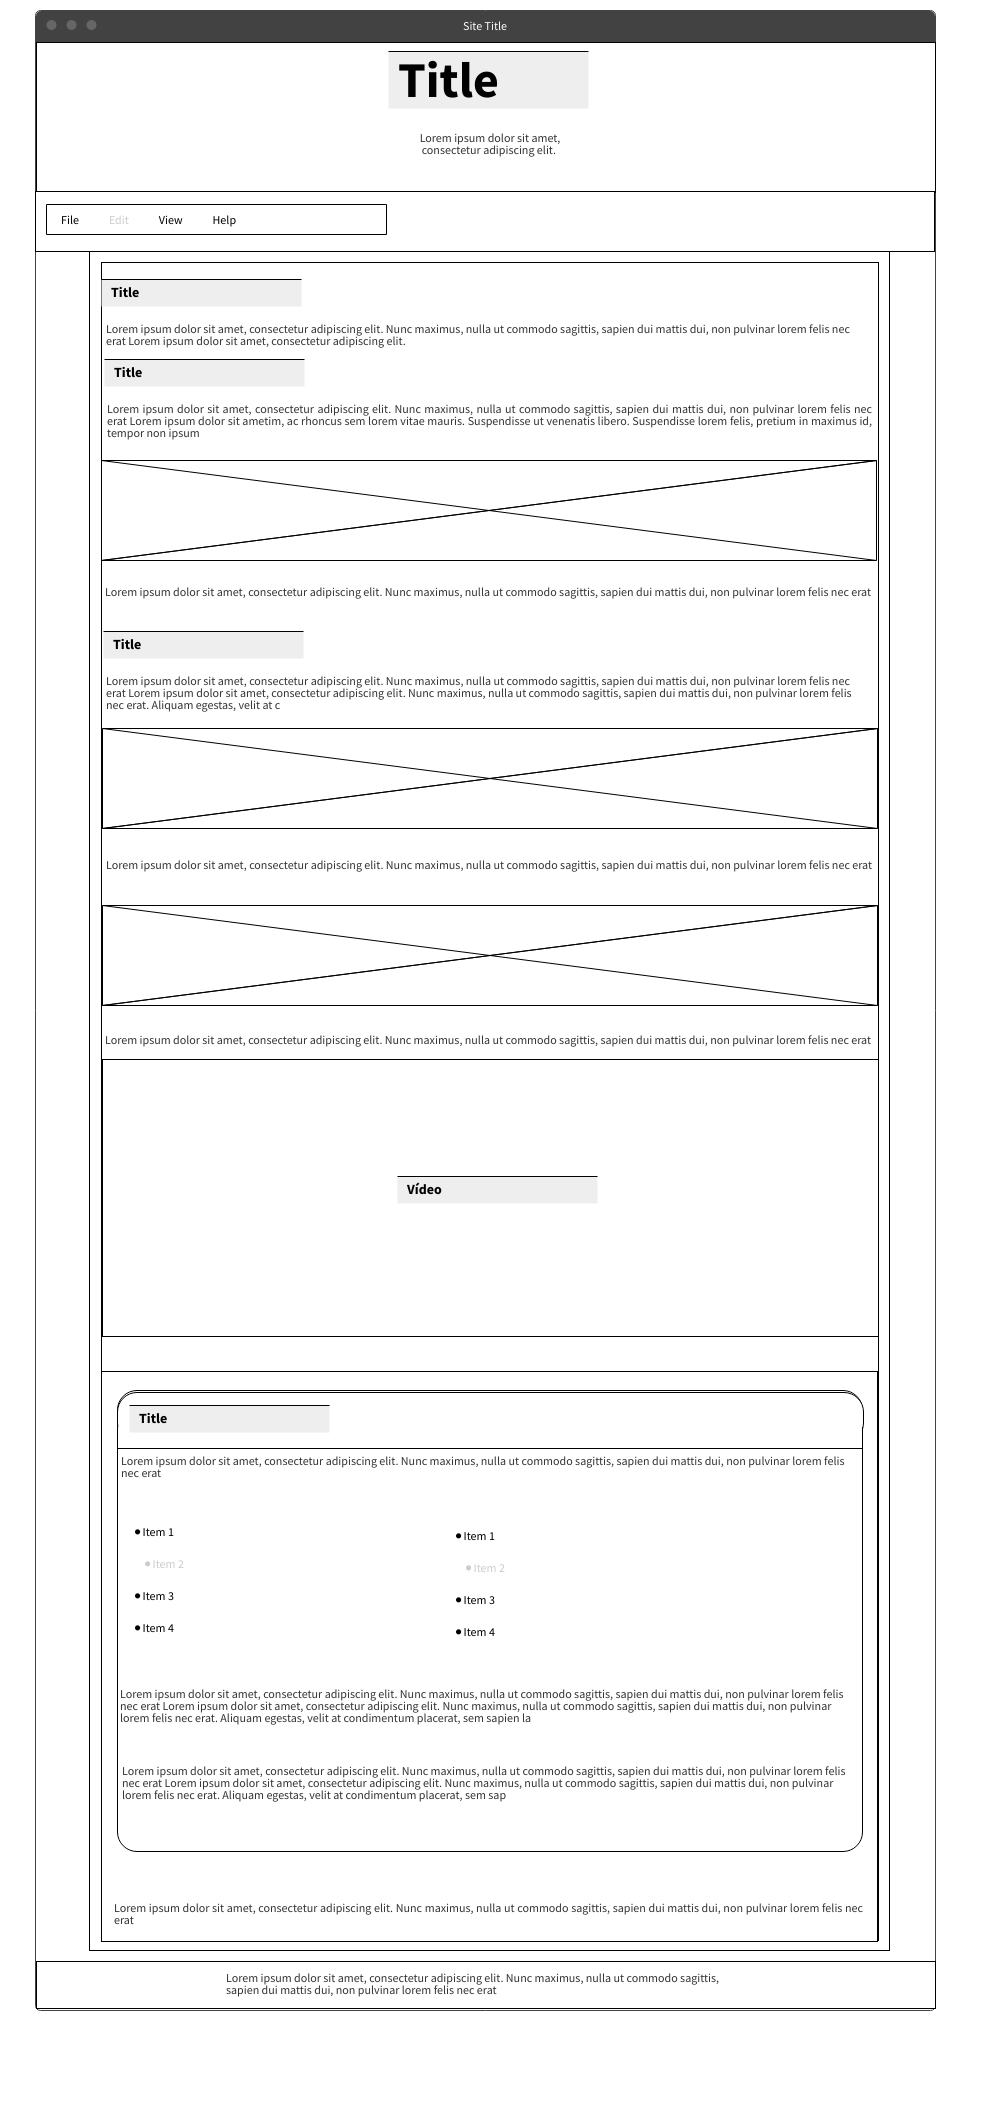 Site Title
Title
Lorem ipsum dolor sit amet,
consectetur adipiscing elit.
File Edit View Help
Title
Lorem ipsum dolor sit amet, consectetur adipiscing elit. Nunc maximus, nulla ut commodo sagittis, sapien dui mattis dui, non pulvinar lorem felis nec
erat Lorem ipsum dolor sit amet, consectetur adipiscing elit.
Title
Lorem ipsum dolor sit amet, consectetur adipiscing elit. Nunc maximus, nulla ut commodo sagittis, sapien dui mattis dui, non pulvinar lorem felis nec
erat Lorem ipsum dolor sit ametim, ac rhoncus sem lorem vitae mauris. Suspendisse ut venenatis libero. Suspendisse lorem felis, pretium in maximus id,
tempor non ipsum
Lorem ipsum dolor sit amet, consectetur adipiscing elit. Nunc maximus, nulla ut commodo sagittis, sapien dui mattis dui, non pulvinar lorem felis nec erat
Title
Lorem ipsum dolor sit amet, consectetur adipiscing elit. Nunc maximus, nulla ut commodo sagittis, sapien dui mattis dui, non pulvinar lorem felis nec
erat Lorem ipsum dolor sit amet, consectetur adipiscing elit. Nunc maximus, nulla ut commodo sagittis, sapien dui mattis dui, non pulvinar lorem felis
nec erat. Aliquam egestas, velit at c
Lorem ipsum dolor sit amet, consectetur adipiscing elit. Nunc maximus, nulla ut commodo sagittis, sapien dui mattis dui, non pulvinar lorem felis nec erat
Lorem ipsum dolor sit amet, consectetur adipiscing elit. Nunc maximus, nulla ut commodo sagittis, sapien dui mattis dui, non pulvinar lorem felis nec erat
Vídeo
Title
Lorem ipsum dolor sit amet, consectetur adipiscing elit. Nunc maximus, nulla ut commodo sagittis, sapien dui mattis dui, non pulvinar lorem felis
nec erat
Item 1
Item 2
Item 3
Item 4
Item 1
Item 2
Item 3
Item 4
Lorem ipsum dolor sit amet, consectetur adipiscing elit. Nunc maximus, nulla ut commodo sagittis, sapien dui mattis dui, non pulvinar lorem felis
nec erat Lorem ipsum dolor sit amet, consectetur adipiscing elit. Nunc maximus, nulla ut commodo sagittis, sapien dui mattis dui, non pulvinar
lorem felis nec erat. Aliquam egestas, velit at condimentum placerat, sem sapien la
Lorem ipsum dolor sit amet, consectetur adipiscing elit. Nunc maximus, nulla ut commodo sagittis, sapien dui mattis dui, non pulvinar lorem felis
nec erat Lorem ipsum dolor sit amet, consectetur adipiscing elit. Nunc maximus, nulla ut commodo sagittis, sapien dui mattis dui, non pulvinar
lorem felis nec erat. Aliquam egestas, velit at condimentum placerat, sem sap
Lorem ipsum dolor sit amet, consectetur adipiscing elit. Nunc maximus, nulla ut commodo sagittis, sapien dui mattis dui, non pulvinar lorem felis nec
erat
Lorem ipsum dolor sit amet, consectetur adipiscing elit. Nunc maximus, nulla ut commodo sagittis,
sapien dui mattis dui, non pulvinar lorem felis nec erat